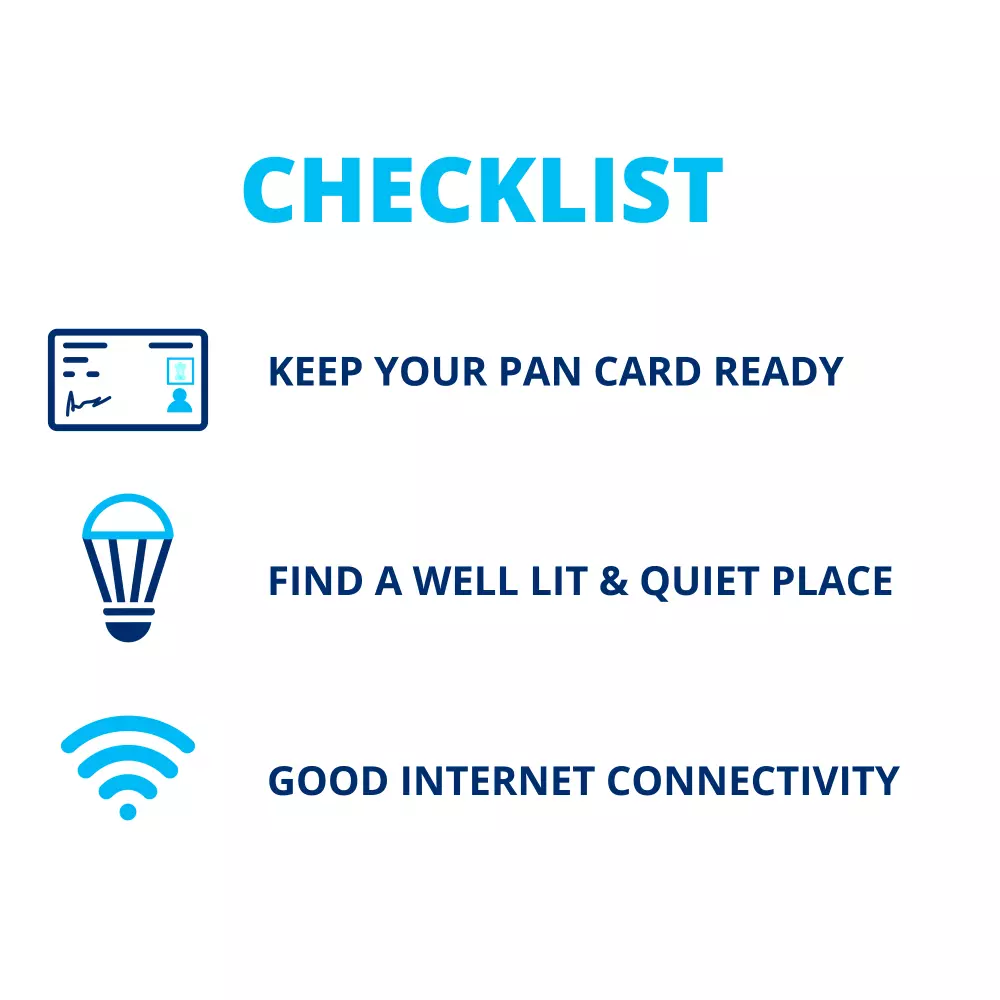 CHECKLIST
KEEP YOUR PAN CARD READY
FIND A WELL LIT & QUIET PLACE
GOOD INTERNET CONNECTIVITY